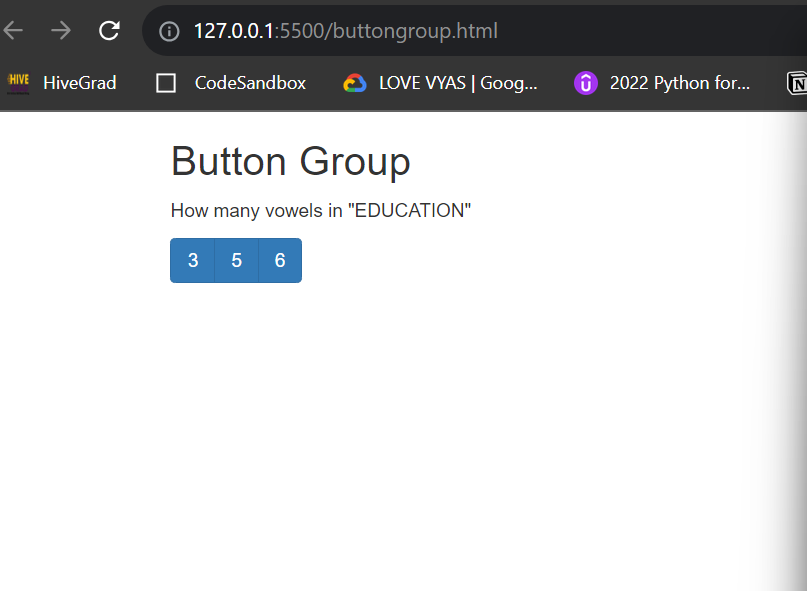 127.0.0.1:5500/buttongroup.html
HIVE HiveGrad CodeSandbox LOVE VYAS | Goog... û 2022 Python for... N
Button Group
How many vowels in "EDUCATION"
3 5 6